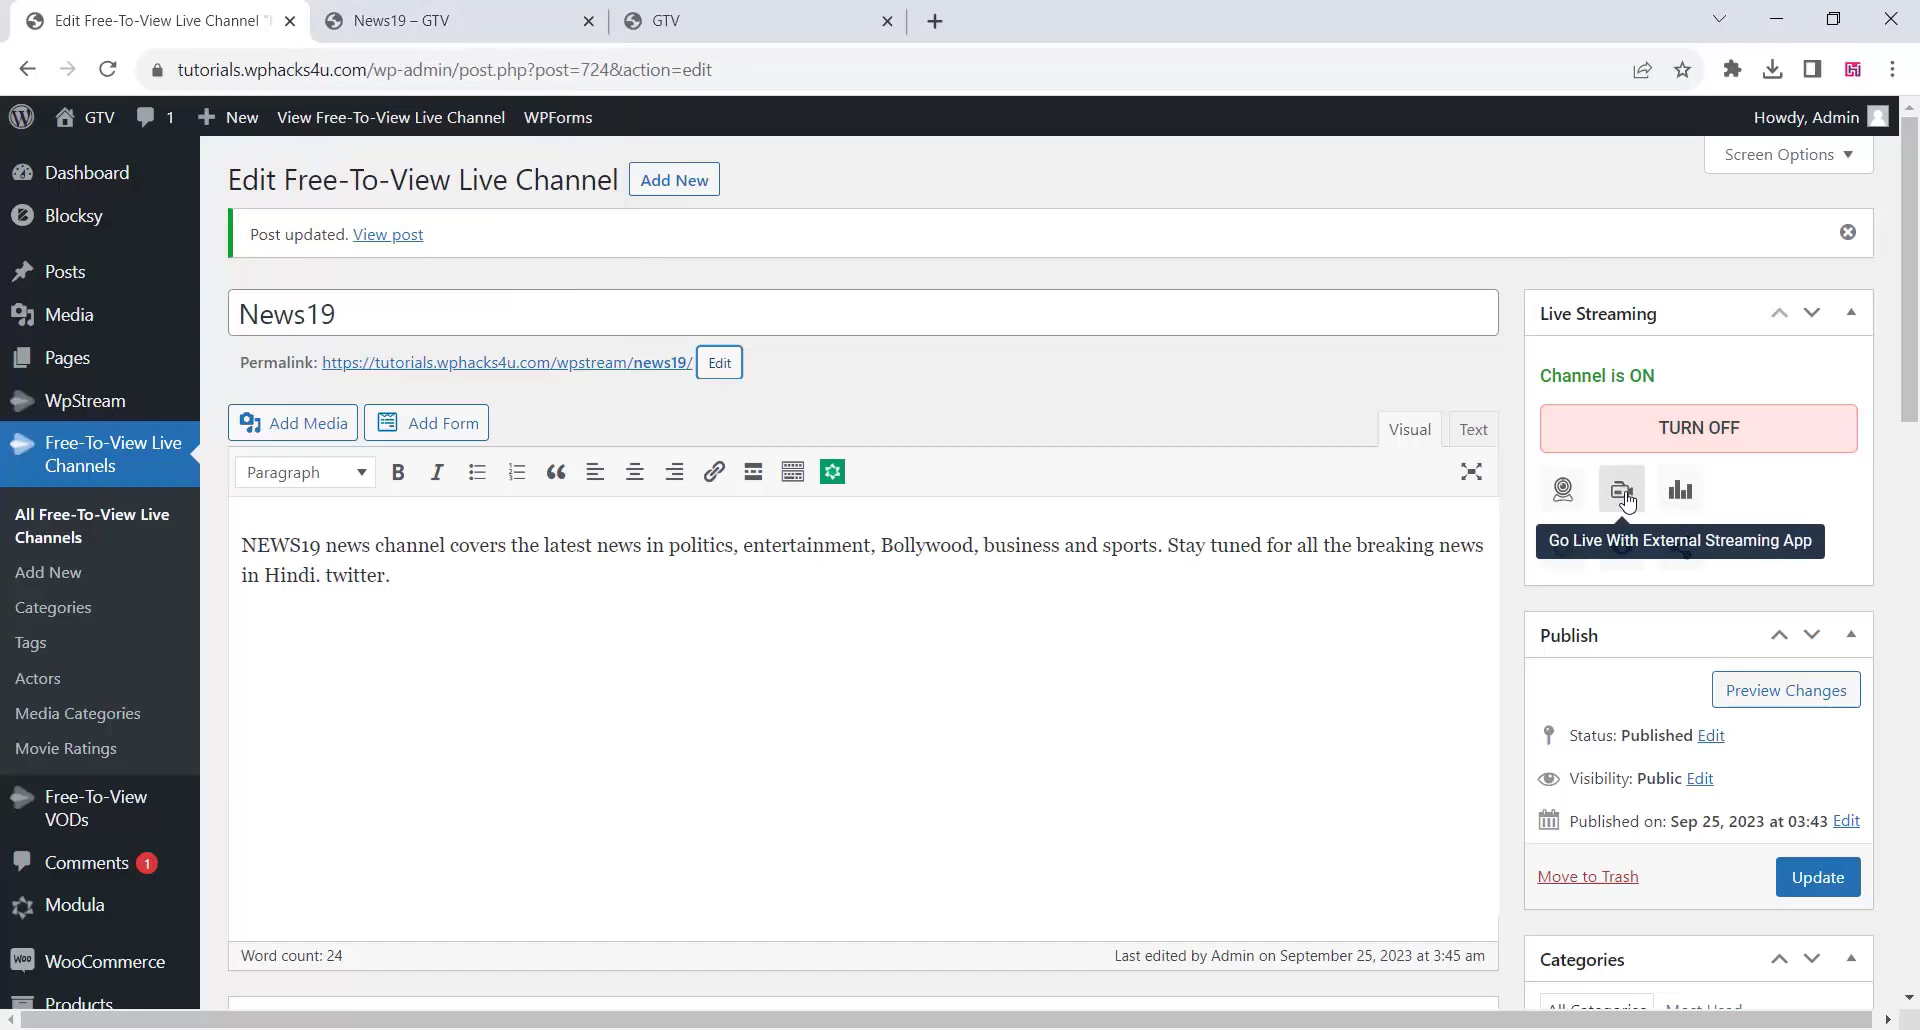 Edit Free-To-View Live Channel "
News19 – GTV
GTV
tutorials.wphacks4u.com/wp-admin/post.php?post=724&action=edit
GTV
1
New
View Free-To-View Live Channel
WPForms
Howdy, Admin
Screen Options
Dashboard
Blocksy
Posts
Media
Pages
WpStream
Free-To-View Live
Channels
All Free-To-View Live
Channels
Add New
Categories
Tags
Actors
Media Categories
Movie Ratings
Free-To-View
VODs
Comments 1
Modula
WooCommerce
Products
Edit Free-To-View Live Channel
Add New
Post updated. View post
News19
Permalink: https://tutorials.wphacks4u.com/wpstream/news19/ Edit
Add Media
Add Form
Visual
Text
Paragraph
NEWS19 news channel covers the latest news in politics, entertainment, Bollywood, business and sports. Stay tuned for all the breaking news
in Hindi. twitter.
Word count: 24
Last edited by Admin on September 25, 2023 at 3:45 am
Live Streaming
Channel is ON
TURN OFF
Go Live With External Streaming App
Publish
Preview Changes
Status: Published Edit
Visibility: Public Edit
Published on: Sep 25, 2023 at 03:43 Edit
Move to Trash
Update
Categories
All Categories
Most Used